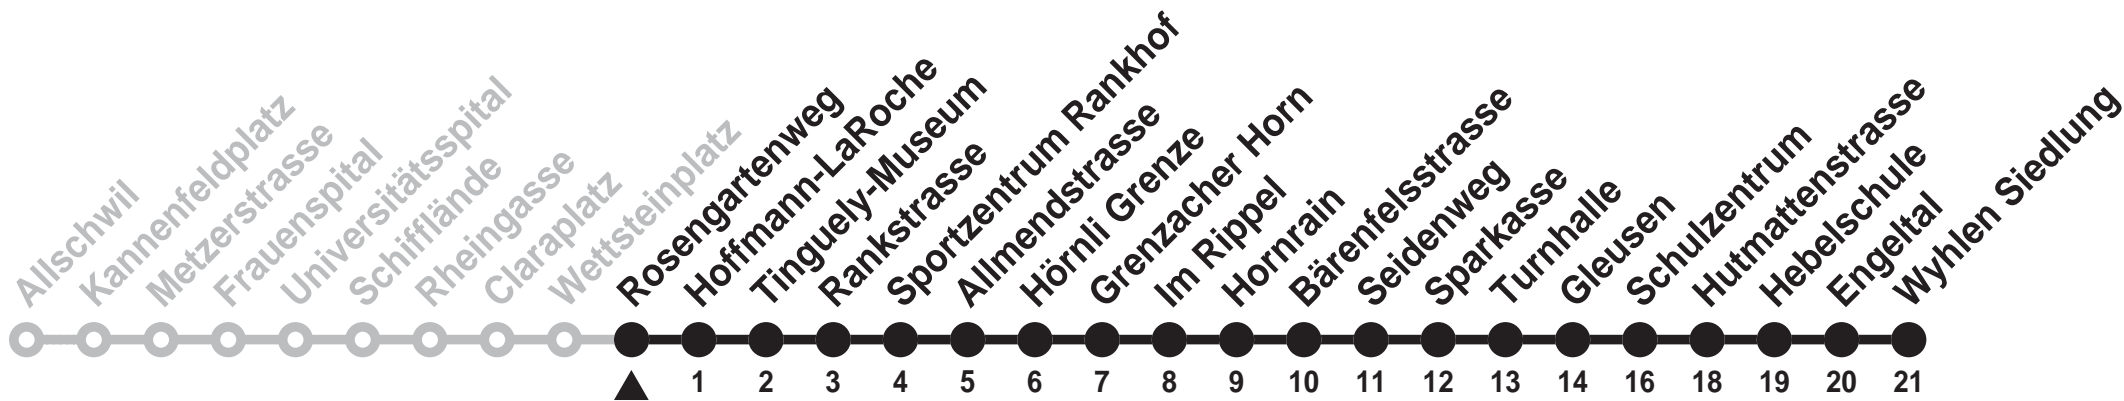 Allschwil
Kannenfeldplatz
Metzerstrasse
Frauenspital
Universitätsspital
Schifflände
Rheingasse
Claraplatz
Wettsteinplatz
Rosengartenweg
Hoffmann-LaRoche
Tinguely-Museum
Rankstrasse
Sportzentrum Rankhof
Allmendstrasse
Hörnli Grenze
Grenzacher Horn
Im Rippel
Hornrain
Bärenfelsstrasse
Seidenweg
Sparkasse
Turnhalle
Gleusen
Schulzentrum
Hutmattenstrasse
Hebelschule
Engeltal
Wyhlen Siedlung
1 2 3 4 5 6 7 8 9 10 11 12 13 14 16 18 19 20 21